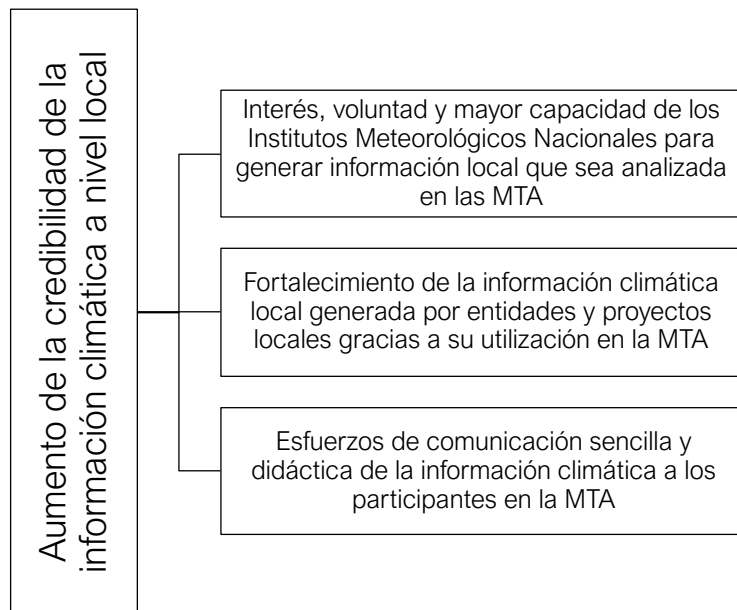 Aumento de la credibilidad de la
información climática a nivel local
Interés, voluntad y mayor capacidad de los
Institutos Meteorológicos Nacionales para
generar información local que sea analizada
en las MTA
Fortalecimiento de la información climática
local generada por entidades y proyectos
locales gracias a su utilización en la MTA
Esfuerzos de comunicación sencilla y
didáctica de la información climática a los
participantes en la MTA